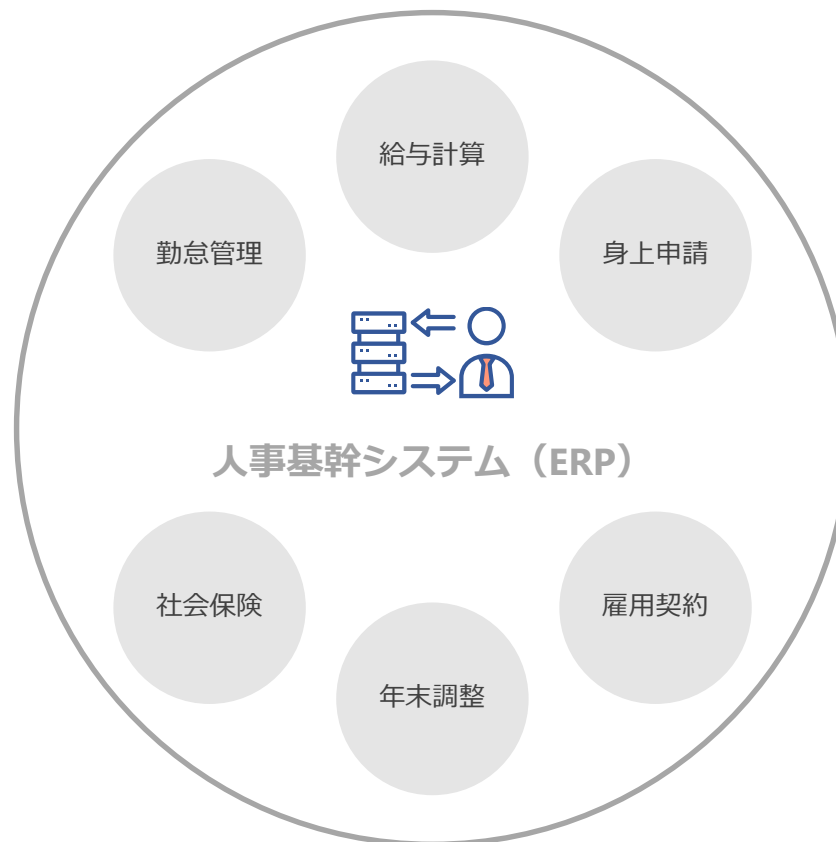 給与計算
勤怠管理
身上申請
人事基幹システム（ERP）
社会保険
雇用契約
年末調整